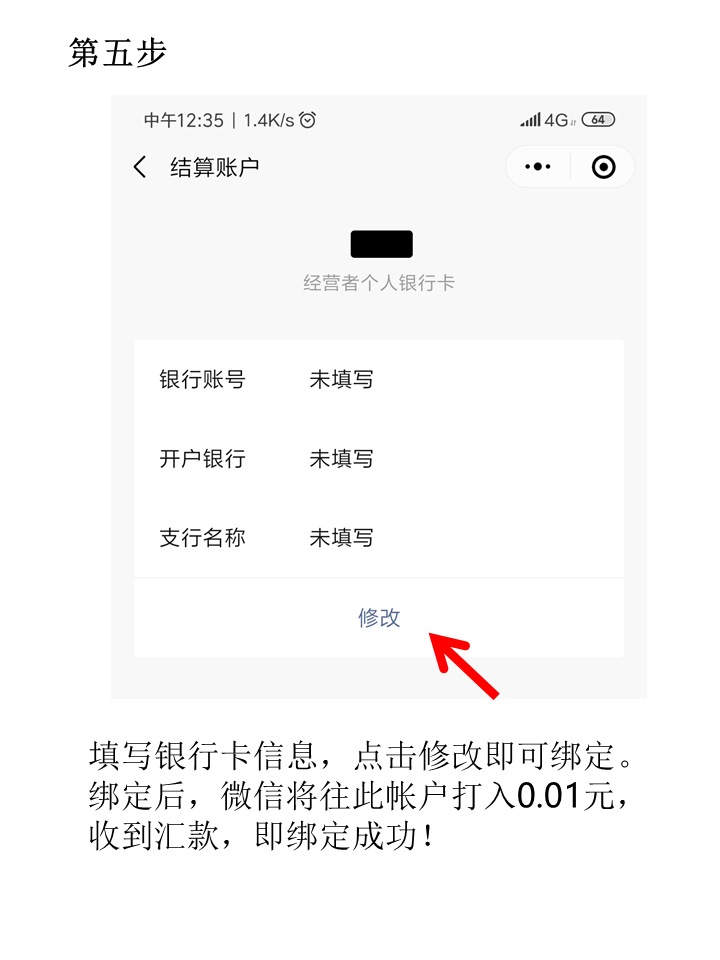 第五步
中午12:35 | 1.4K/s
4G 64
结算账户
经营者个人银行卡
银行账号 未填写
开户银行 未填写
支行名称 未填写
修改
填写银行卡信息，点击修改即可绑定。
绑定后，微信将往此帐户打入0.01元，
收到汇款，即绑定成功！